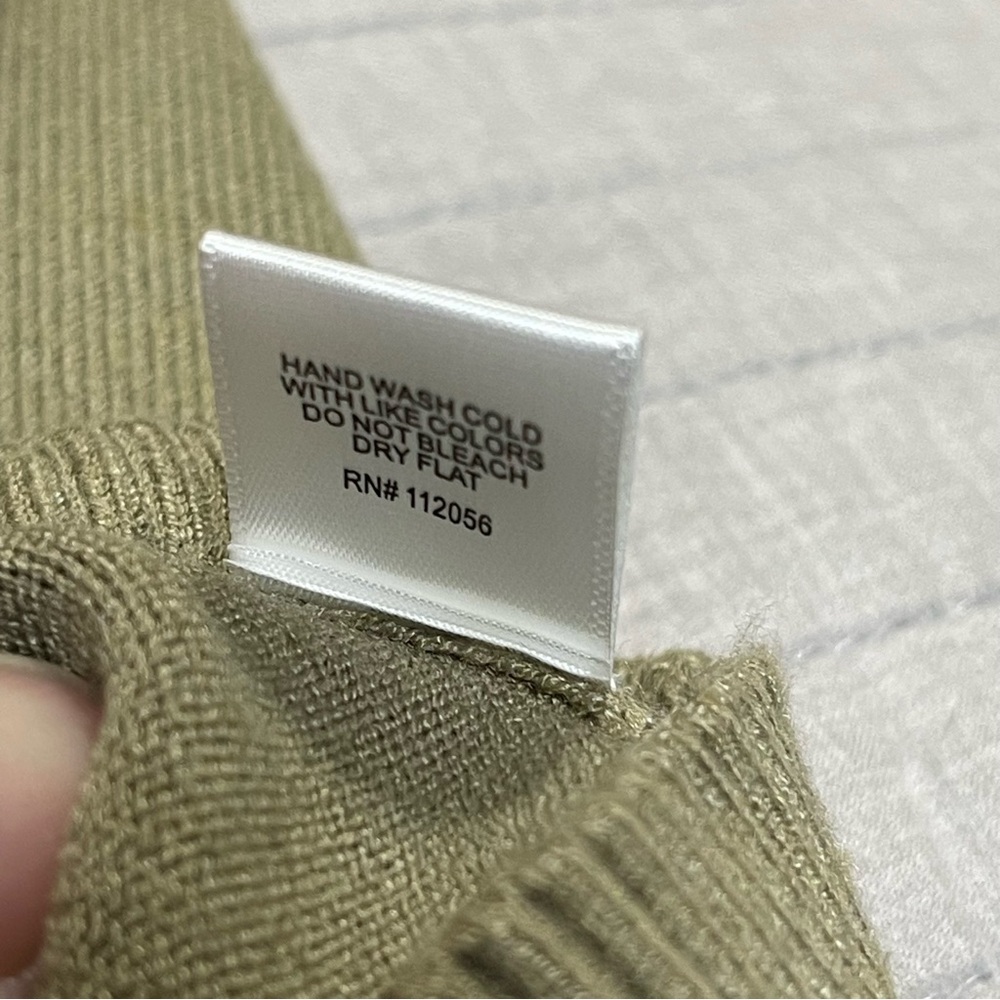 HAND WASH COLD
WITH LIKE COLORS
DO NOT BLEACH
DRY FLAT
RN# 112056